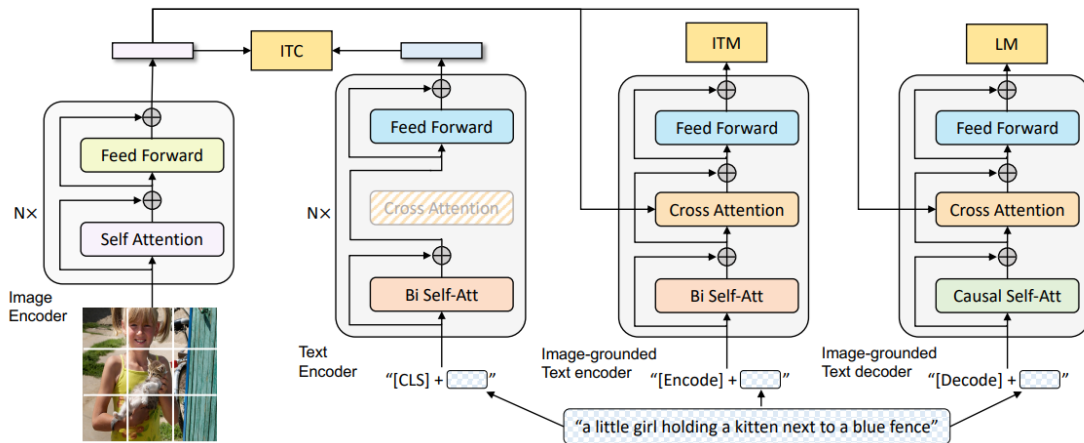 ITC
ITM
LM
Feed Forward
Self Attention
N×
Image
Encoder
Feed Forward
Cross Attention
Bi Self-Att
N×
Text
Encoder
"[CLS] + "
Feed Forward
Cross Attention
Bi Self-Att
Image-grounded
Text encoder
"[Encode] + "
Feed Forward
Cross Attention
Causal Self-Att
Image-grounded
Text decoder
"[Decode] + "
"a little girl holding a kitten next to a blue fence"